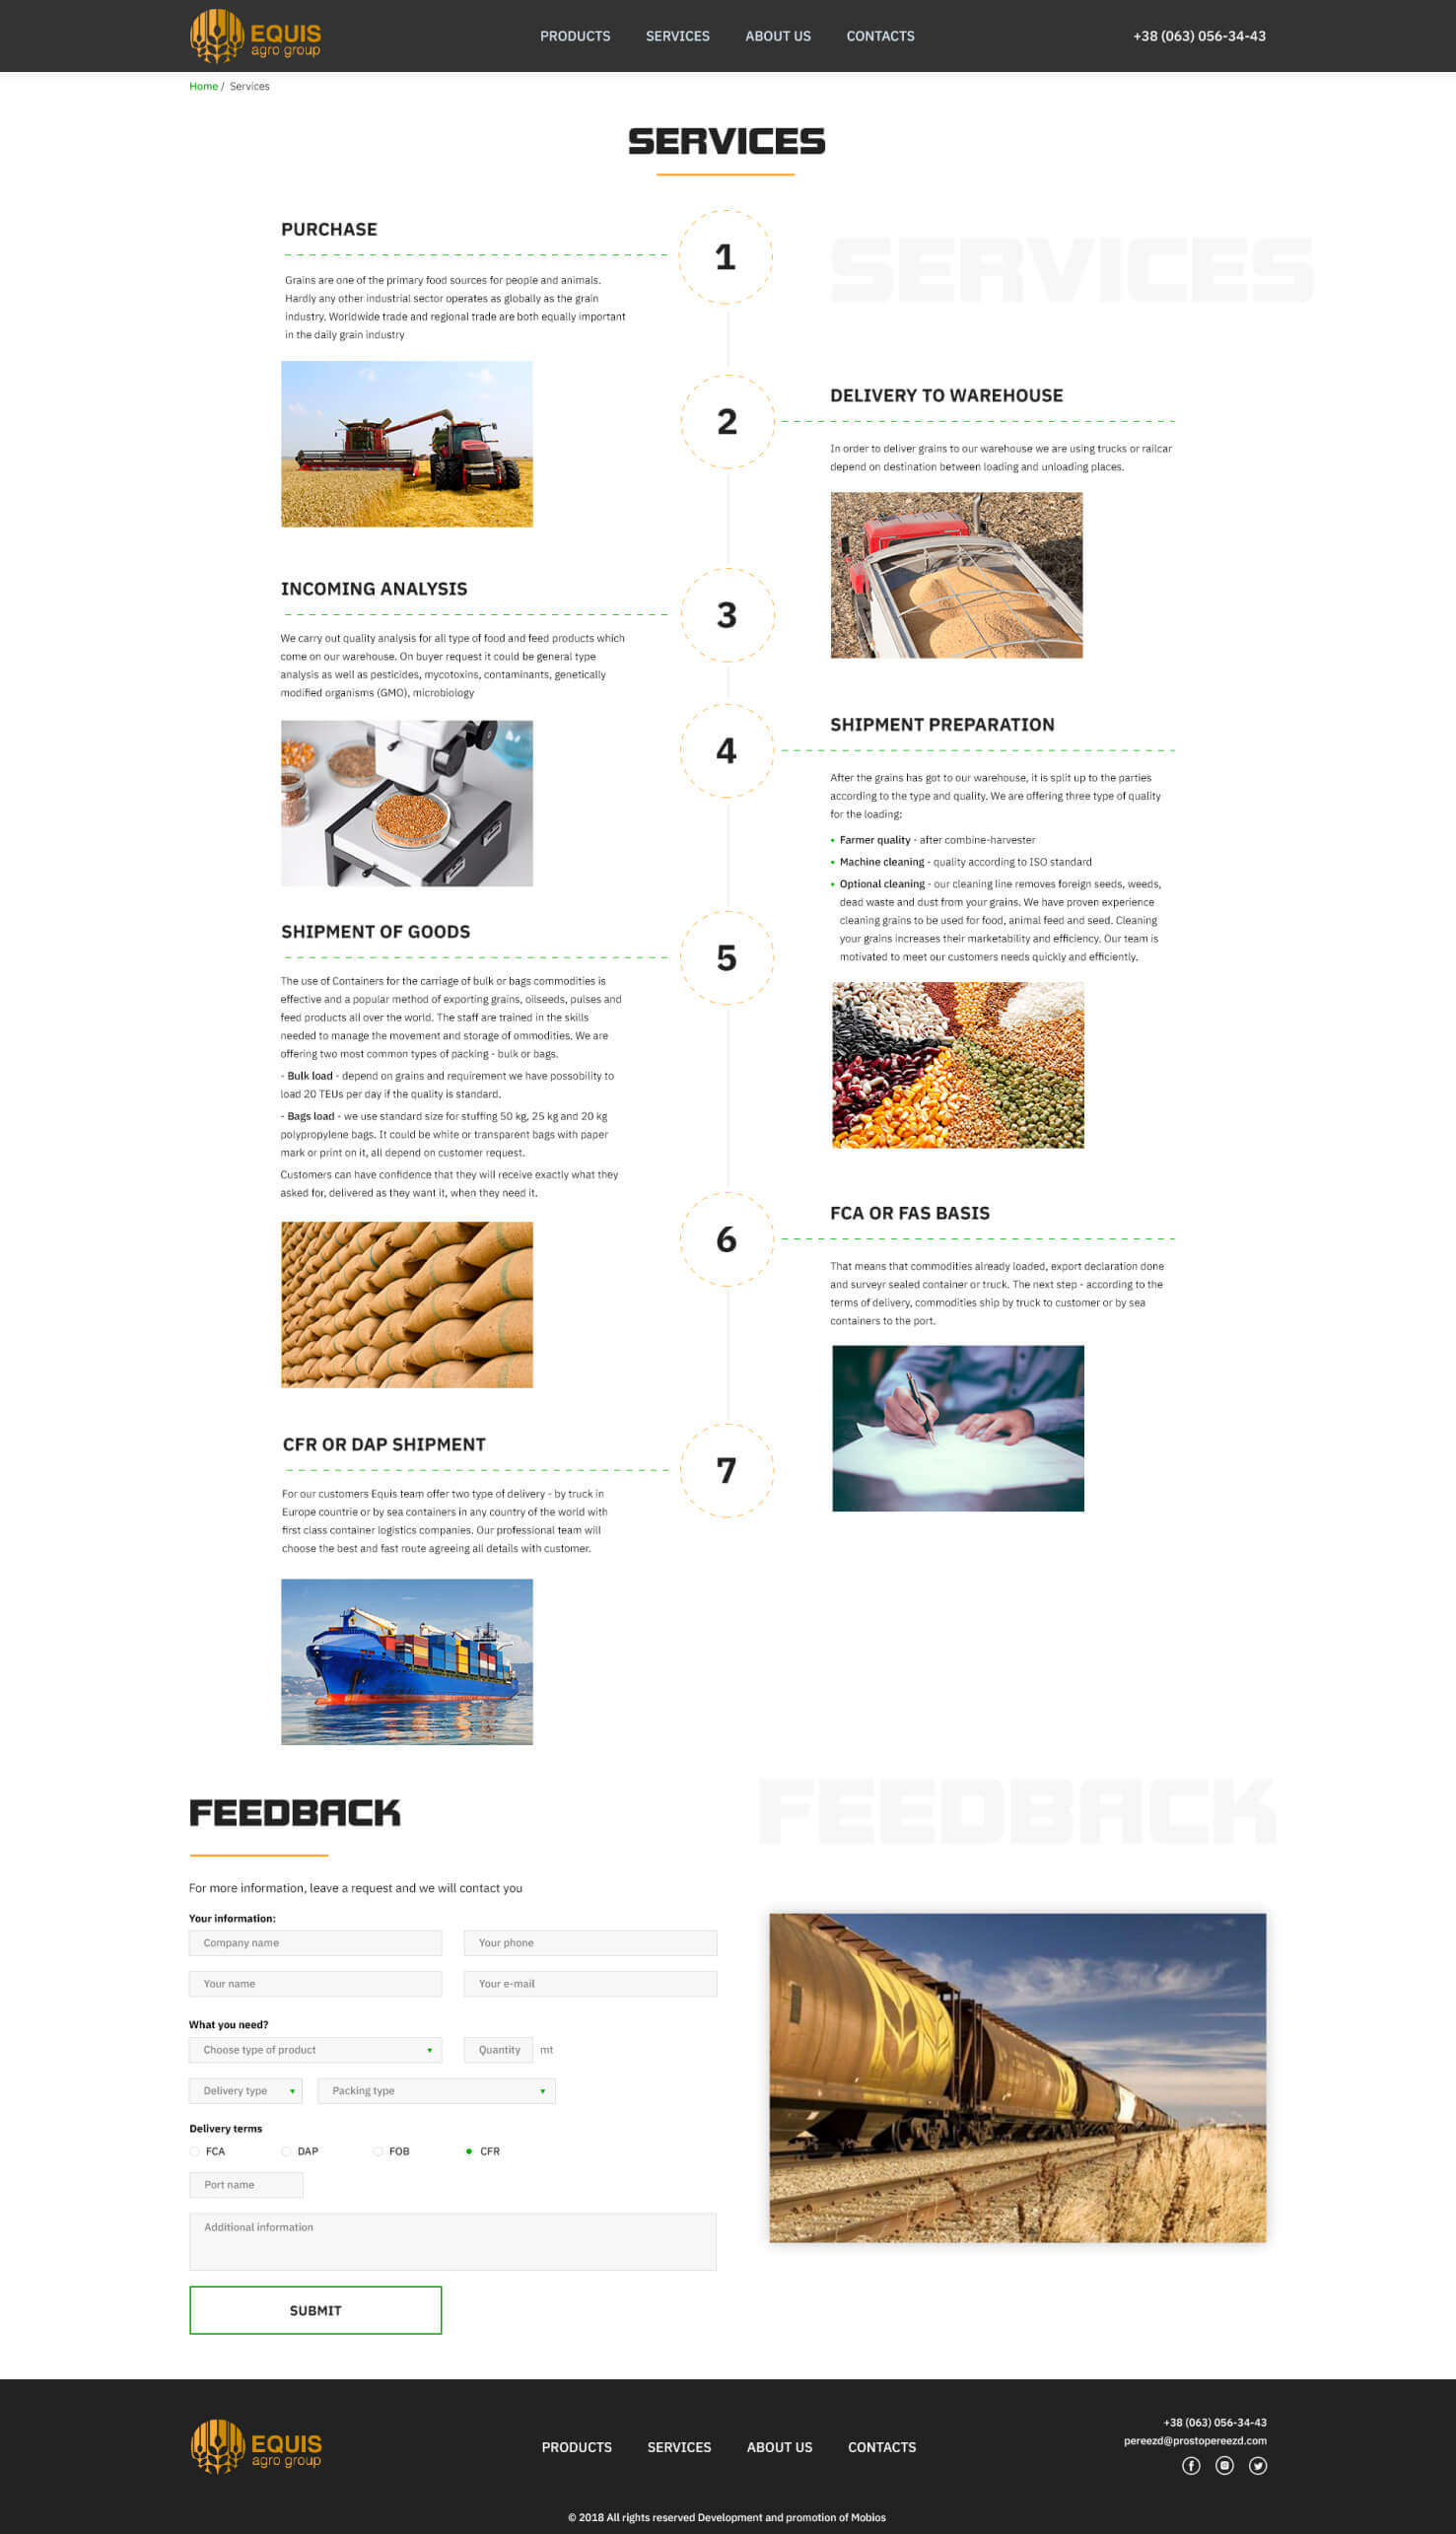 EQUIS
agro group
PRODUCTS SERVICES ABOUT US CONTACTS
+38 (063) 056-34-43
Home / Services
SERVICES
SERVICES
PURCHASE
1
Grains are one of the primary food sources for people and animals.
Hardly any other industrial sector operates as globally as the grain
industry. Worldwide trade and regional trade are both equally important
in the daily grain industry
2
DELIVERY TO WAREHOUSE
In order to deliver grains to our warehouse we are using trucks or railcar
depend on destination between loading and unloading places.
INCOMING ANALYSIS
3
We carry out quality analysis for all type of food and feed products which
come on our warehouse. On buyer request it could be general type
analysis as well as pesticides, mycotoxins, contaminants, genetically
modified organisms (GMO), microbiology
4
SHIPMENT PREPARATION
After the grains has got to our warehouse, it is split up to the parties
according to the type and quality. We are offering three type of quality
for the loading:
• Farmer quality - after combine-harvester
• Machine cleaning - quality according to ISO standard
• Optional cleaning - our cleaning line removes foreign seeds, weeds,
dead waste and dust from your grains. We have proven experience
cleaning grains to be used for food, animal feed and seed. Cleaning
your grains increases their marketability and efficiency. Our team is
motivated to meet our customers needs quickly and efficiently.
SHIPMENT OF GOODS
5
The use of Containers for the carriage of bulk or bags commodities is
effective and a popular method of exporting grains, oilseeds, pulses and
feed products all over the world. The staff are trained in the skills
needed to manage the movement and storage of ommodities. We are
offering two most common types of packing - bulk or bags.
- Bulk load - depend on grains and requirement we have possobility to
load 20 TEUs per day if the quality is standard.
- Bags load - we use standard size for stuffing 50 kg, 25 kg and 20 kg
polypropylene bags. It could be white or transparent bags with paper
mark or print on it, all depend on customer request.
Customers can have confidence that they will receive exactly what they
asked for, delivered as they want it, when they need it.
6
FCA OR FAS BASIS
That means that commodities already loaded, export declaration done
and surveyr sealed container or truck. The next step - according to the
terms of delivery, commodities ship by truck to customer or by sea
containers to the port.
CFR OR DAP SHIPMENT
7
For our customers Equis team offer two type of delivery - by truck in
Europe countrie or by sea containers in any country of the world with
first class container logistics companies. Our professional team will
choose the best and fast route agreeing all details with customer.
FEEDBACK
FEEDBACK
For more information, leave a request and we will contact you
Your information:
Company name Your phone
Your name Your e-mail
What you need?
Choose type of product Quantity mt
Delivery type Packing type
Delivery terms
FCA DAP FOB CFR
Port name
Additional information
SUBMIT
EQUIS
agro group
PRODUCTS SERVICES ABOUT US CONTACTS
+38 (063) 056-34-43
pereezd@prostopereezd.com
© 2018 All rights reserved Development and promotion of Mobios